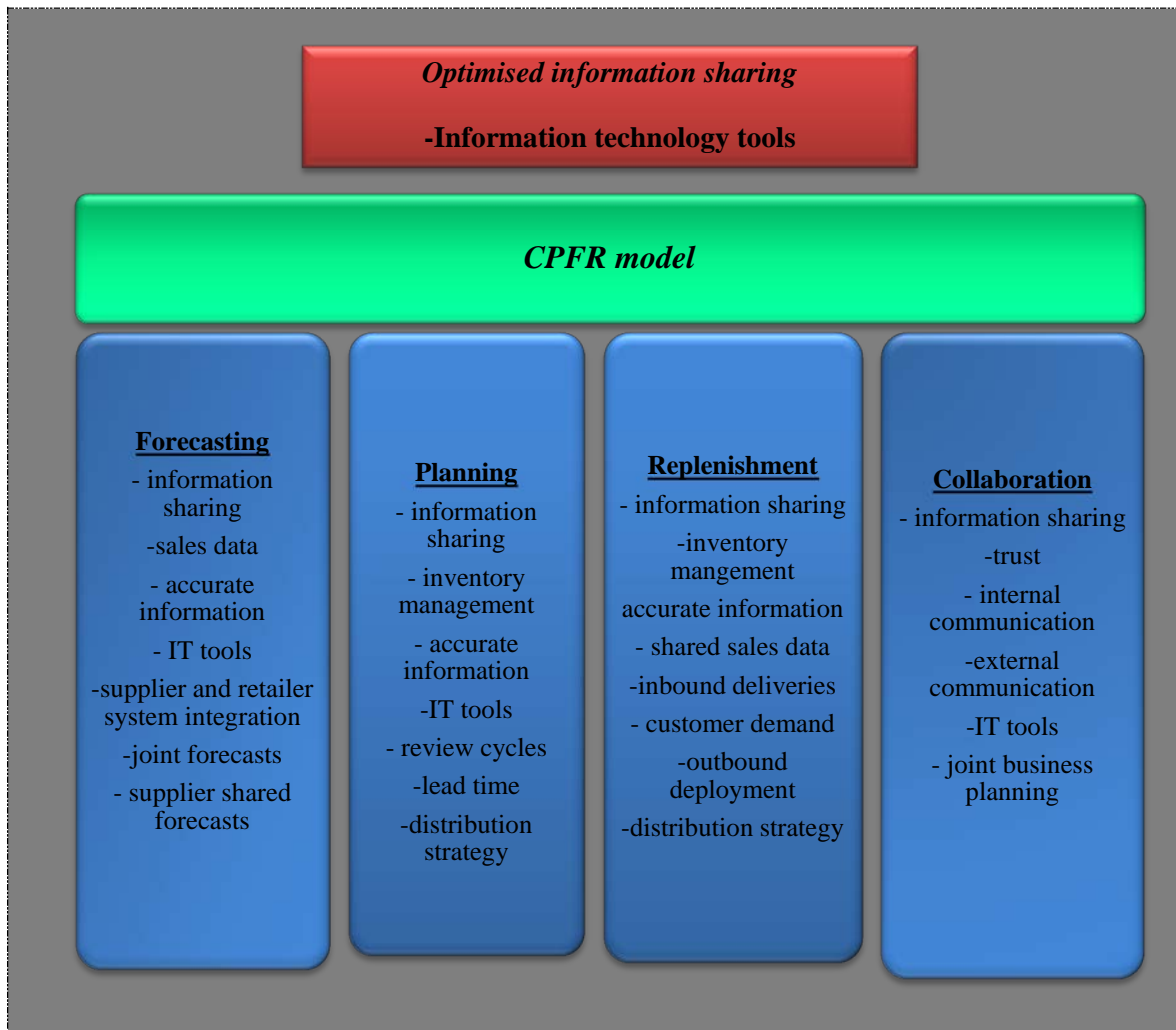 Optimised information sharing
-Information technology tools
CPFR model
Forecasting
- information
sharing
-sales data
- accurate
information
- IT tools
-supplier and retailer
system integration
-joint forecasts
- supplier shared
forecasts
Planning
- information
sharing
- inventory
management
- accurate
information
-IT tools
- review cycles
-lead time
-distribution
strategy
Replenishment
- information sharing
-inventory
mangement
accurate information
- shared sales data
-inbound deliveries
- customer demand
-outbound
deployment
-distribution strategy
Collaboration
- information sharing
-trust
- internal
communication
-external
communication
-IT tools
- joint business
planning